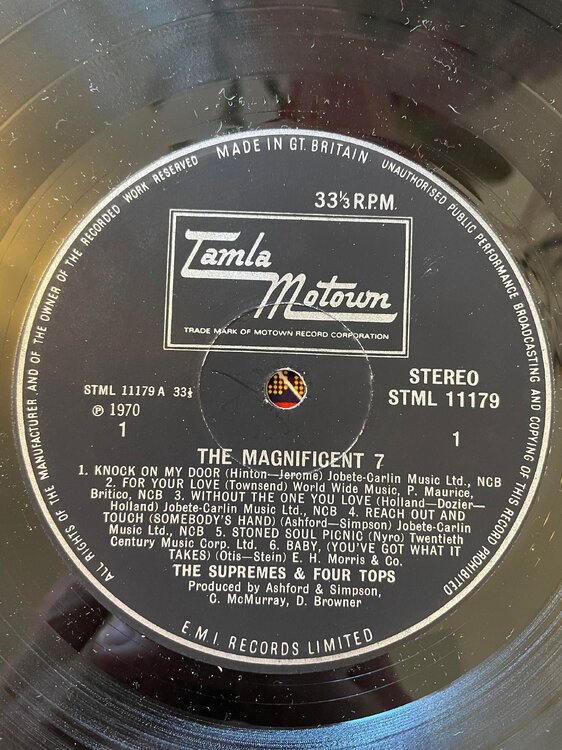 MADE IN GT. BRITAIN
UNAUTHORISED PUBLIC PERFORMANCE BROADCASTING AND COPYING OF THIS RECORD PROHIBITED
ALL RIGHTS OF THE MANUFACTURER AND OF THE OWNER OF THE RECORDED WORK RESERVED
33⅓ R.P.M.
Tamla
Motown
TRADE MARK OF MOTOWN RECORD CORPORATION
STML 11179 A 33⅓
℗ 1970
1
STEREO
STML 11179
1
THE MAGNIFICENT 7
1. KNOCK ON MY DOOR (Hinton—Jerome) Jobete-Carlin Music Ltd., NCB
2. FOR YOUR LOVE (Townsend) World Wide Music, P. Maurice,
Britico, NCB 3. WITHOUT THE ONE YOU LOVE (Holland—Dozier—
Holland) Jobete-Carlin Music Ltd., NCB 4. REACH OUT AND
TOUCH (SOMEBODY'S HAND) (Ashford—Simpson) Jobete-Carlin
Music Ltd., NCB 5. STONED SOUL PICNIC (Nyro) Twentieth
Century Music Corp. Ltd. 6. BABY, (YOU'VE GOT WHAT IT
TAKES) (Otis—Stein) E. H. Morris & Co.
THE SUPREMES & FOUR TOPS
Produced by Ashford & Simpson,
C. McMurray, D. Browner
E.M.I. RECORDS LIMITED